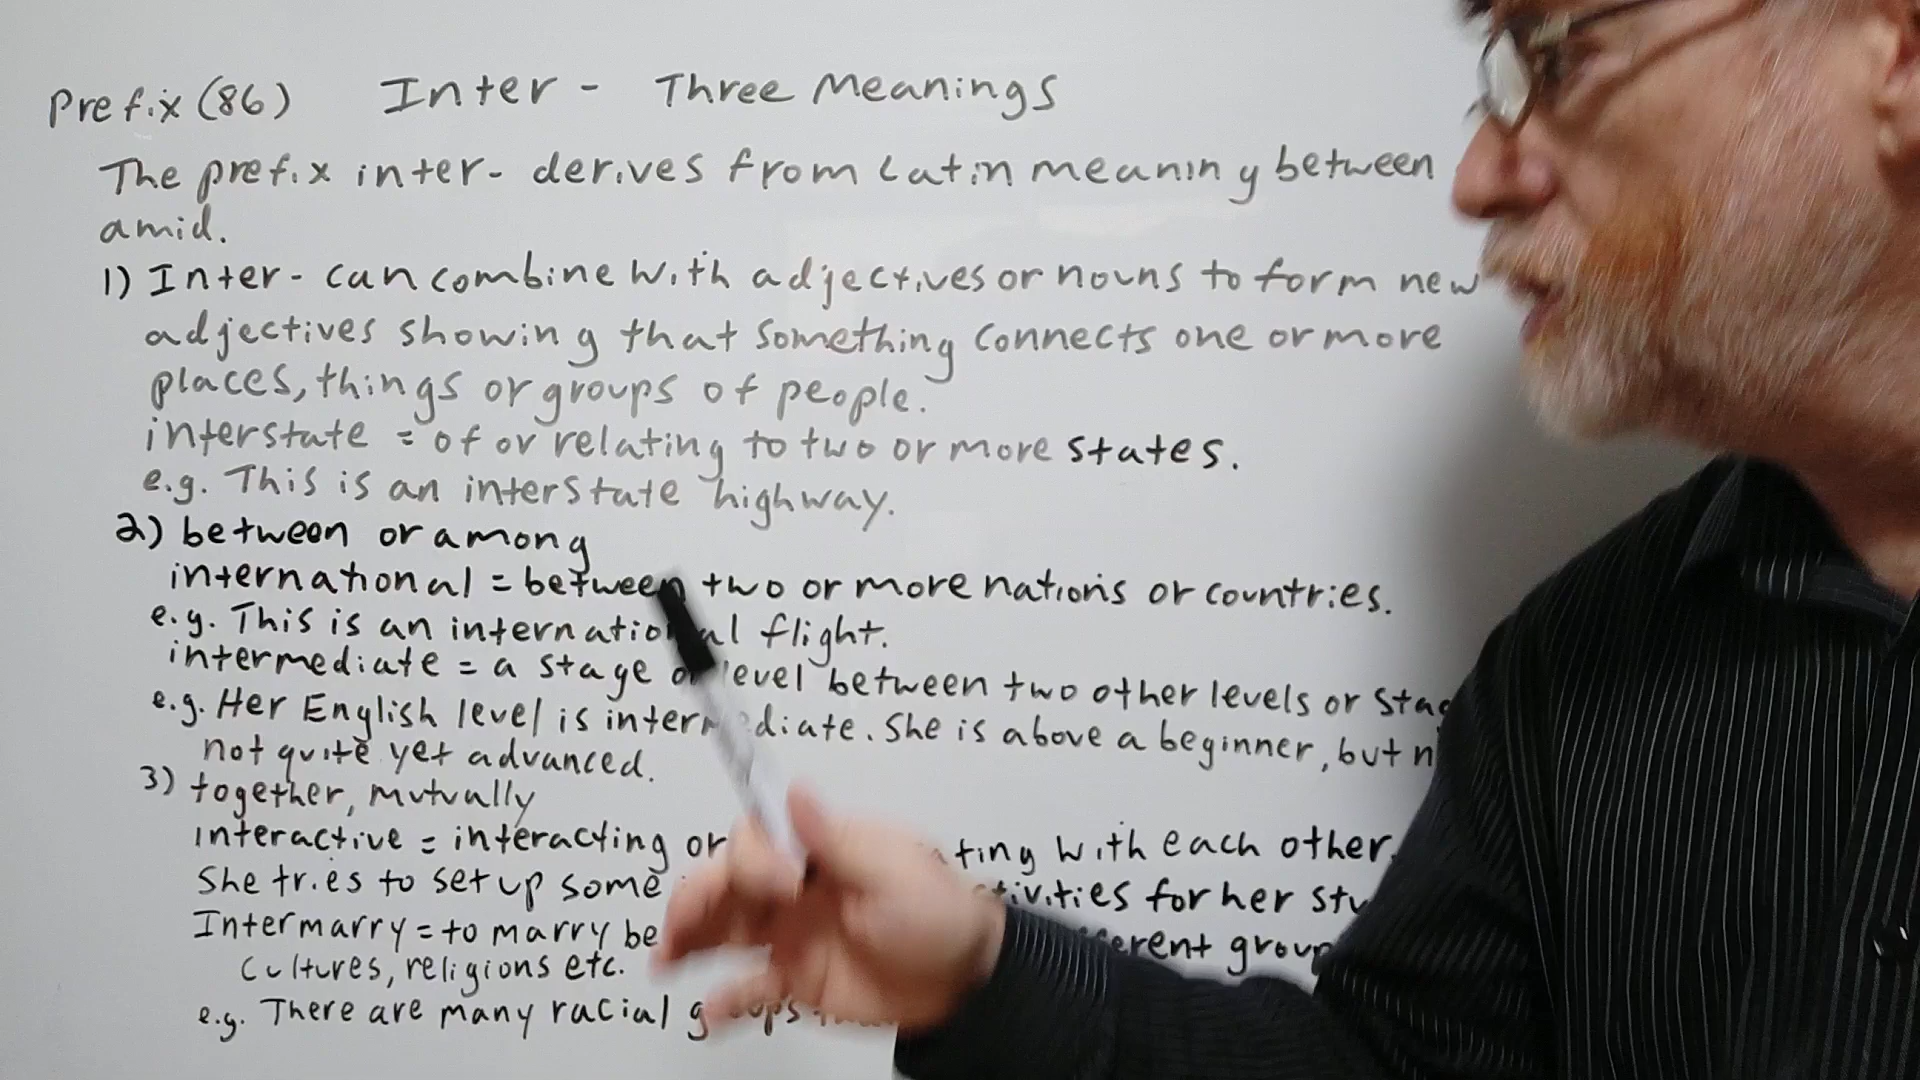 Prefix (86) Inter - Three Meanings
The prefix inter- derives from Latin meaning between
amid.
1) Inter- can combine with adjectives or nouns to form new
adjectives showing that something connects one or more
places, things or groups of people.
interstate = of or relating to two or more states.
e.g. This is an interstate highway.
2) between or among
international = between two or more nations or countries.
e.g. This is an international flight.
intermediate = a stage or level between two other levels or
e.g. Her English level is intermediate. She is above a beginner, but
not quite yet advanced.
3) together, mutually
interactive = interacting or with each other.
She tries to set up some for her
Intermarry = to marry
cultures, religions etc.
e.g. There are many racial groups